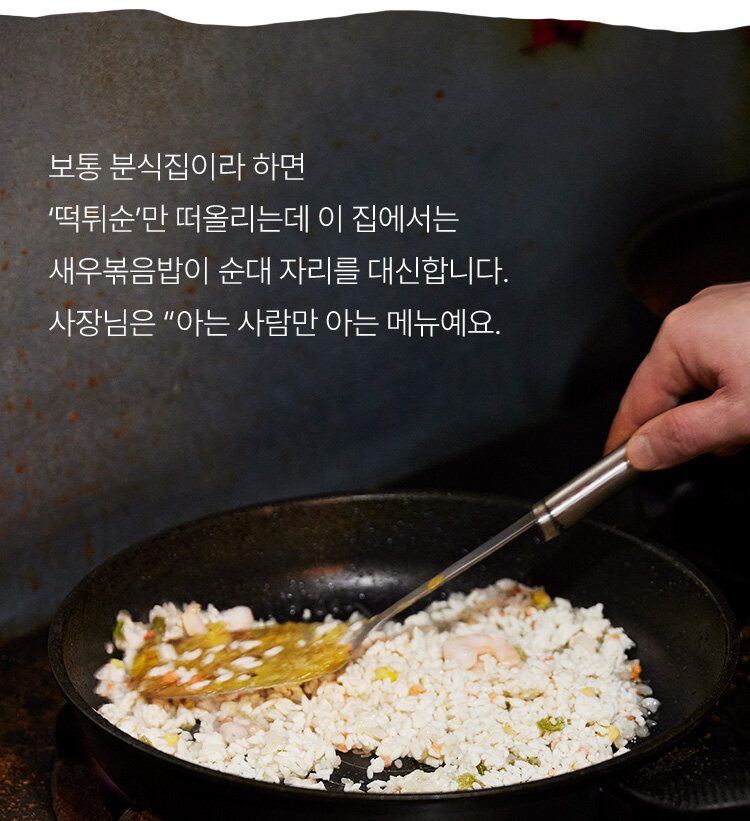 보통 분식집이라 하면
‘떡튀순’만 떠올리는데 이 집에서는
새우볶음밥이 순대 자리를 대신합니다.
사장님은 “아는 사람만 아는 메뉴예요.